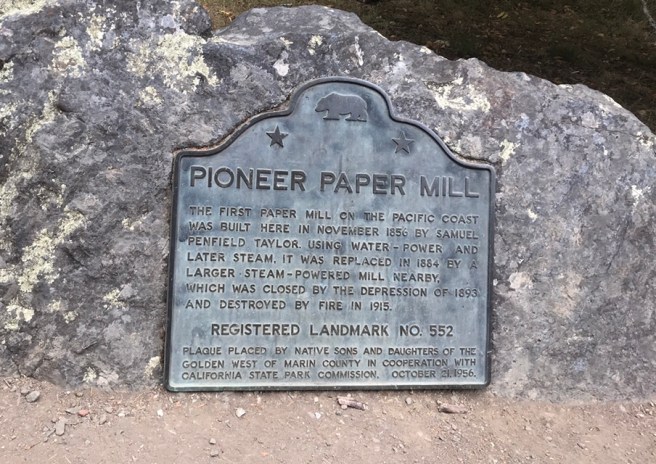 PIONEER PAPER MILL
THE FIRST PAPER MILL ON THE PACIFIC COAST
WAS BUILT HERE IN NOVEMBER 1856 BY SAMUEL
PENFIELD TAYLOR. USING WATER-POWER AND
LATER STEAM, IT WAS REPLACED IN 1884 BY A
LARGER STEAM-POWERED MILL NEARBY,
WHICH WAS CLOSED BY THE DEPRESSION OF 1893
AND DESTROYED BY FIRE IN 1915.
REGISTERED LANDMARK NO. 552
PLAQUE PLACED BY NATIVE SONS AND DAUGHTERS OF THE
GOLDEN WEST OF MARIN COUNTY IN COOPERATION WITH
CALIFORNIA STATE PARK COMMISSION, OCTOBER 21, 1956.